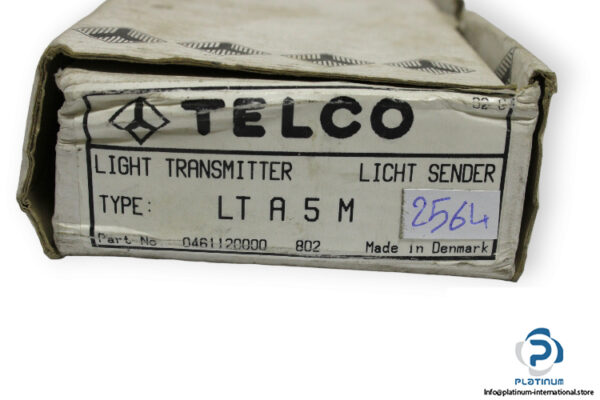 TELCO
LIGHT TRANSMITTER LICHT SENDER
TYPE: LT A 5 M 2564
Part No 0461120000 802 Made in Denmark
PLATINUM
Info@platinum-international.store